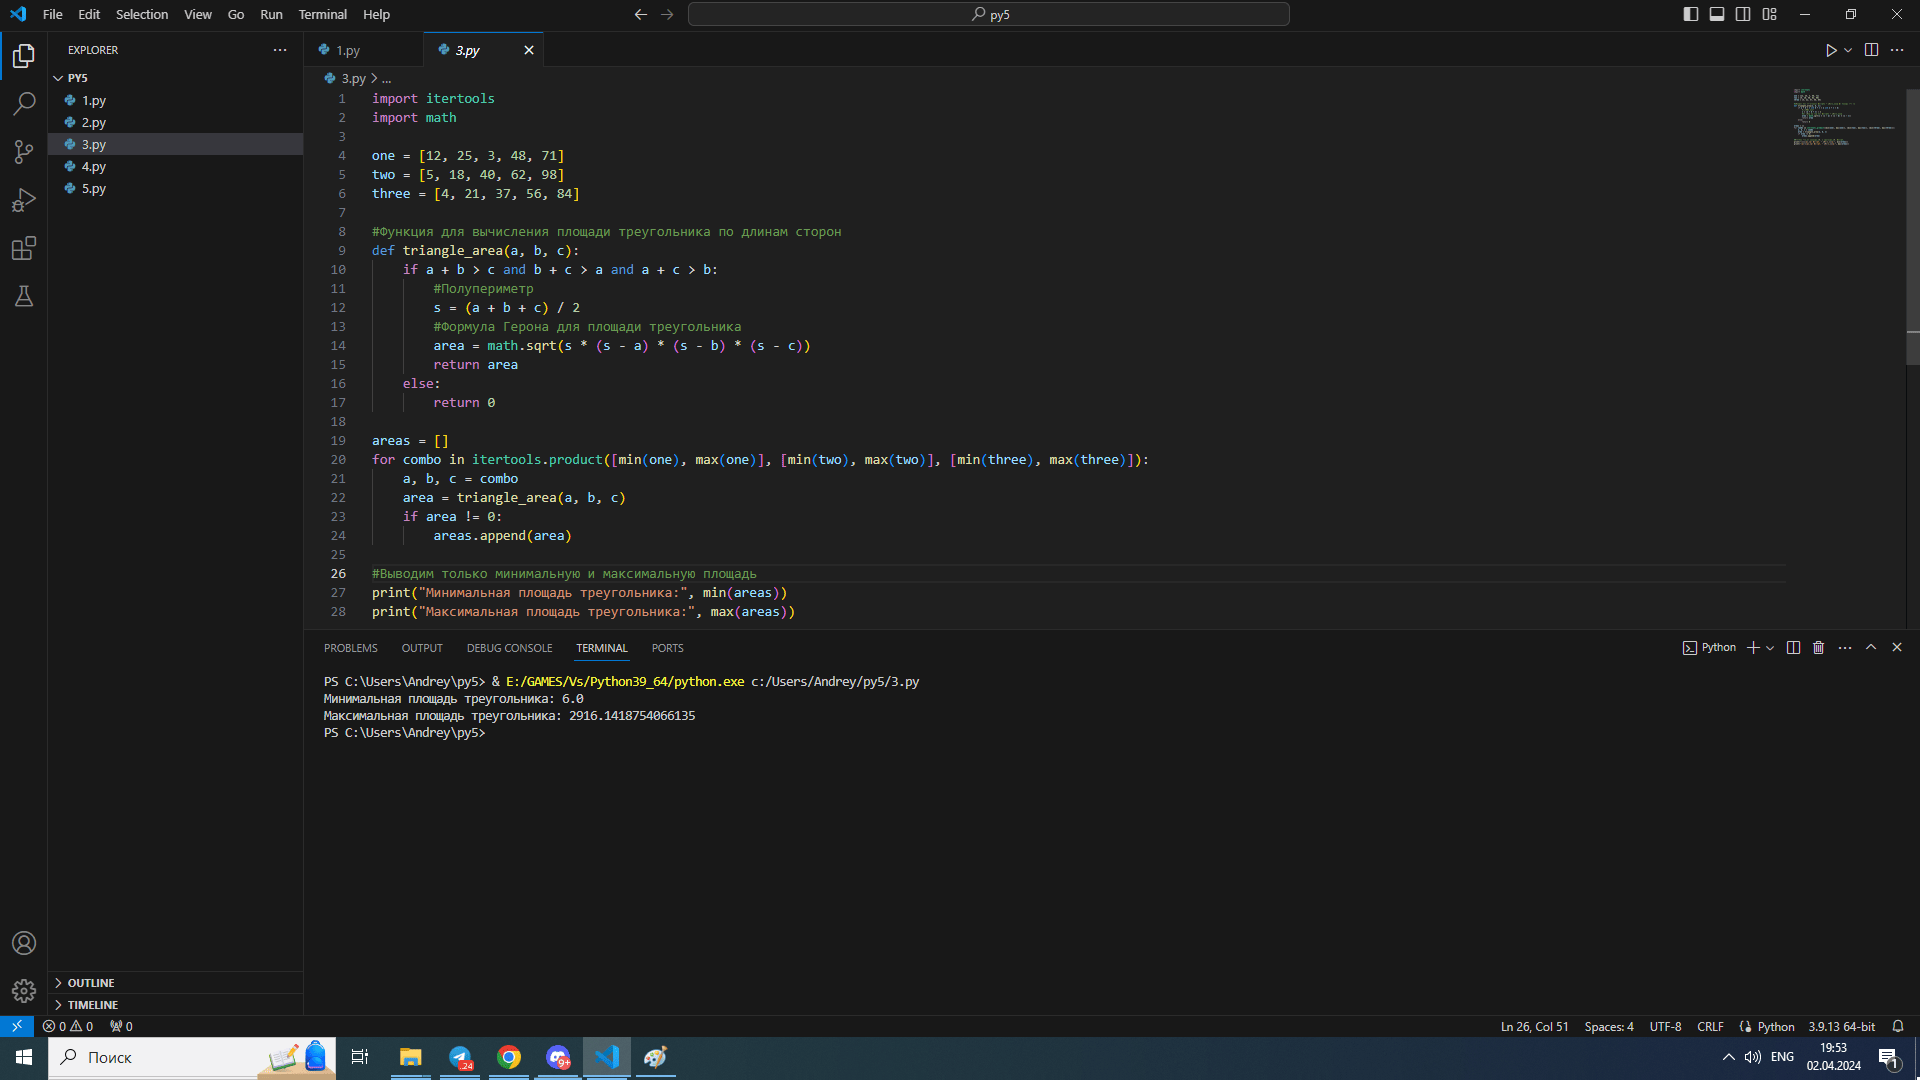 File Edit Selection View Go Run Terminal Help
py5
EXPLORER
PY5
1.py
2.py
3.py
4.py
5.py
OUTLINE
TIMELINE
1.py
3.py
3.py > ...
1 import itertools
2 import math
3
4 one = [12, 25, 3, 48, 71]
5 two = [5, 18, 40, 62, 98]
6 three = [4, 21, 37, 56, 84]
7
8 #Функция для вычисления площади треугольника по длинам сторон
9 def triangle_area(a, b, c):
10 if a + b > c and b + c > a and a + c > b:
11 #Полупериметр
12 s = (a + b + c) / 2
13 #Формула Герона для площади треугольника
14 area = math.sqrt(s * (s - a) * (s - b) * (s - c))
15 return area
16 else:
17 return 0
18
19 areas = []
20 for combo in itertools.product([min(one), max(one)], [min(two), max(two)], [min(three), max(three)]):
21 a, b, c = combo
22 area = triangle_area(a, b, c)
23 if area != 0:
24 areas.append(area)
25
26 #Выводим только минимальную и максимальную площадь
27 print("Минимальная площадь треугольника:", min(areas))
28 print("Максимальная площадь треугольника:", max(areas))
PROBLEMS OUTPUT DEBUG CONSOLE TERMINAL PORTS
Python
PS C:\Users\Andrey\py5> & E:/GAMES/Vs/Python39_64/python.exe c:/Users/Andrey/py5/3.py
Минимальная площадь треугольника: 6.0
Максимальная площадь треугольника: 2916.1418754066135
PS C:\Users\Andrey\py5>
0 0 0
Ln 26, Col 51 Spaces: 4 UTF-8 CRLF Python 3.9.13 64-bit
Поиск
24
9+
ENG
19:53
02.04.2024
1